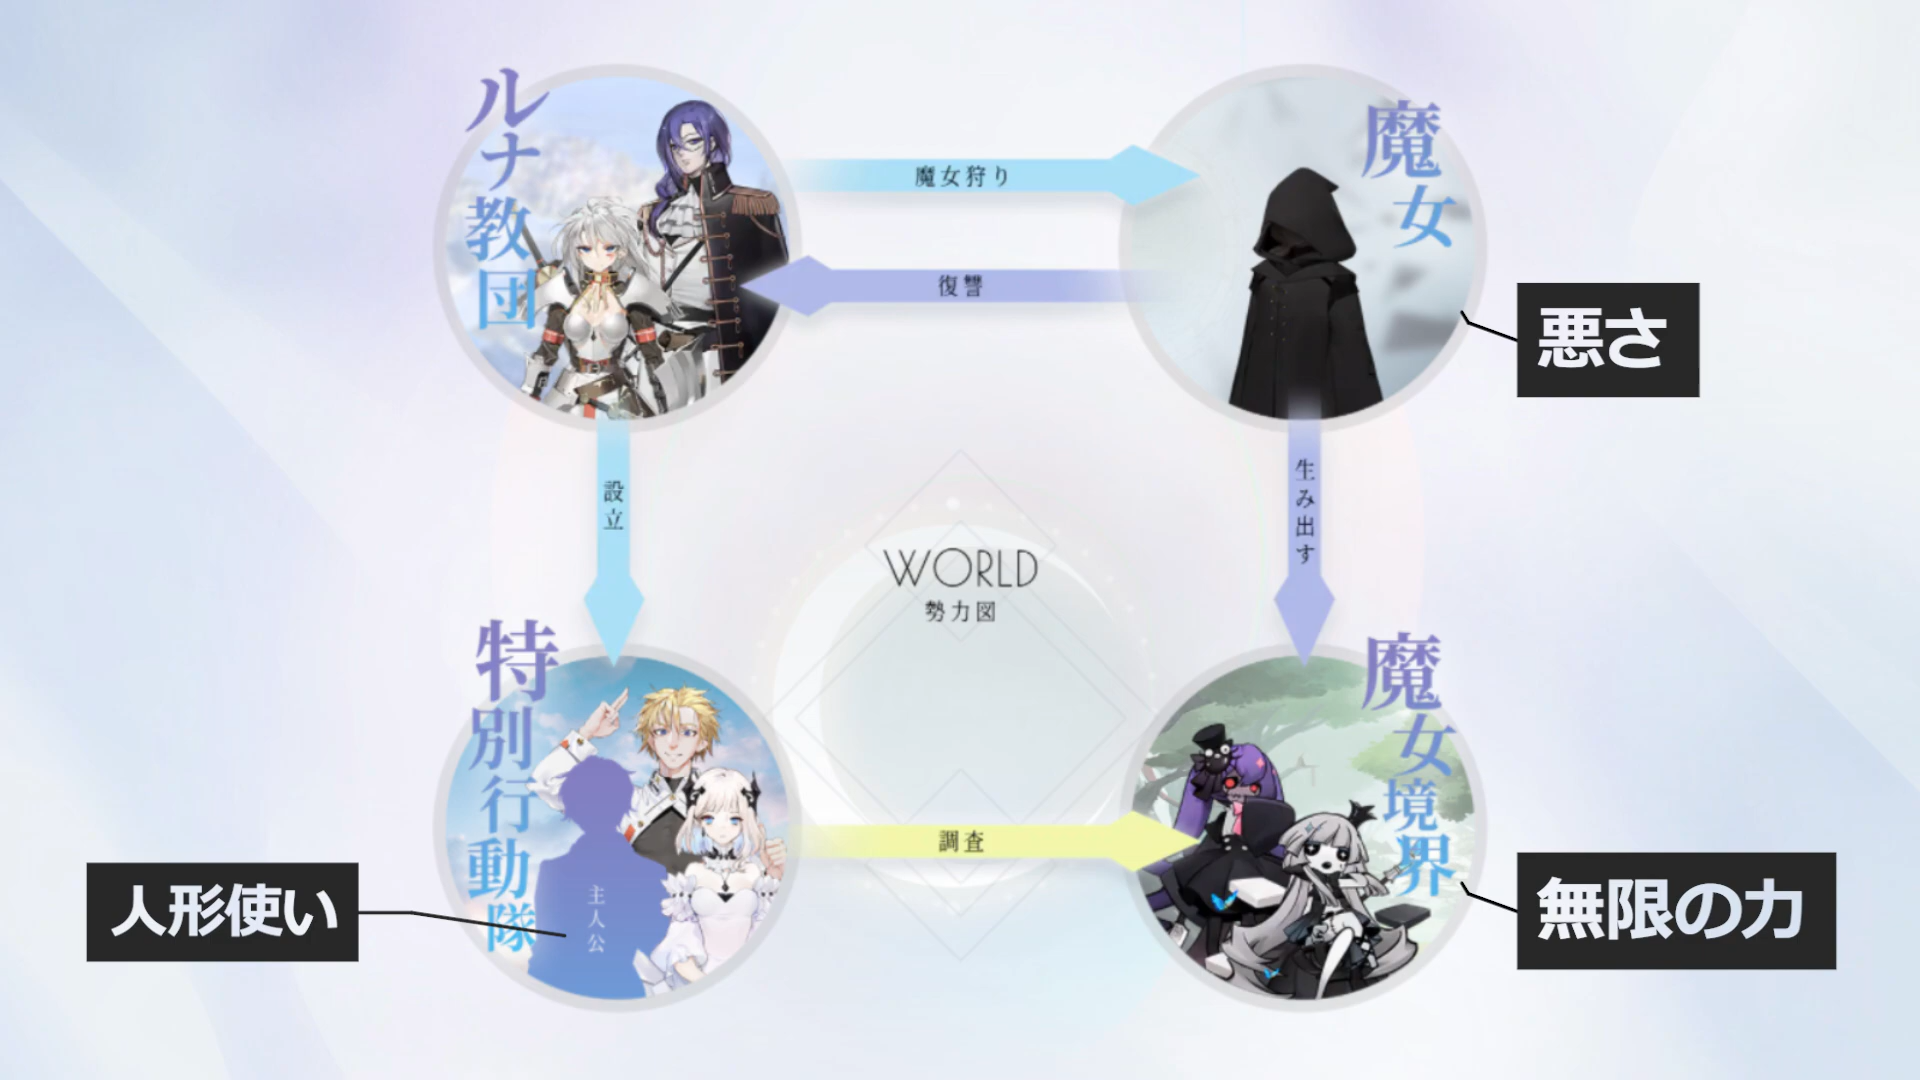 ルナ教団
魔女狩り
魔女
復讐
悪さ
設立
生み出す
WORLD
勢力図
特別行動隊
魔女境界
調査
主人公
人形使い
無限の力